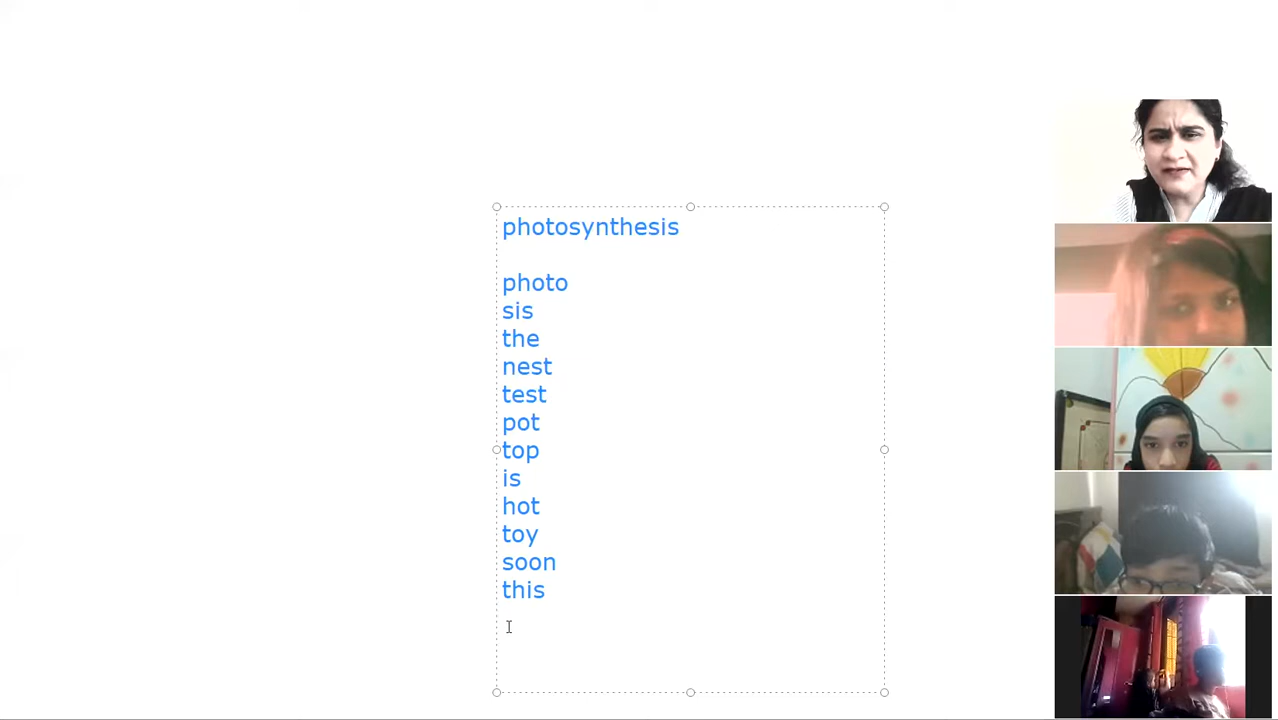 photosynthesis
photo
sis
the
nest
test
pot
top
is
hot
toy
soon
this